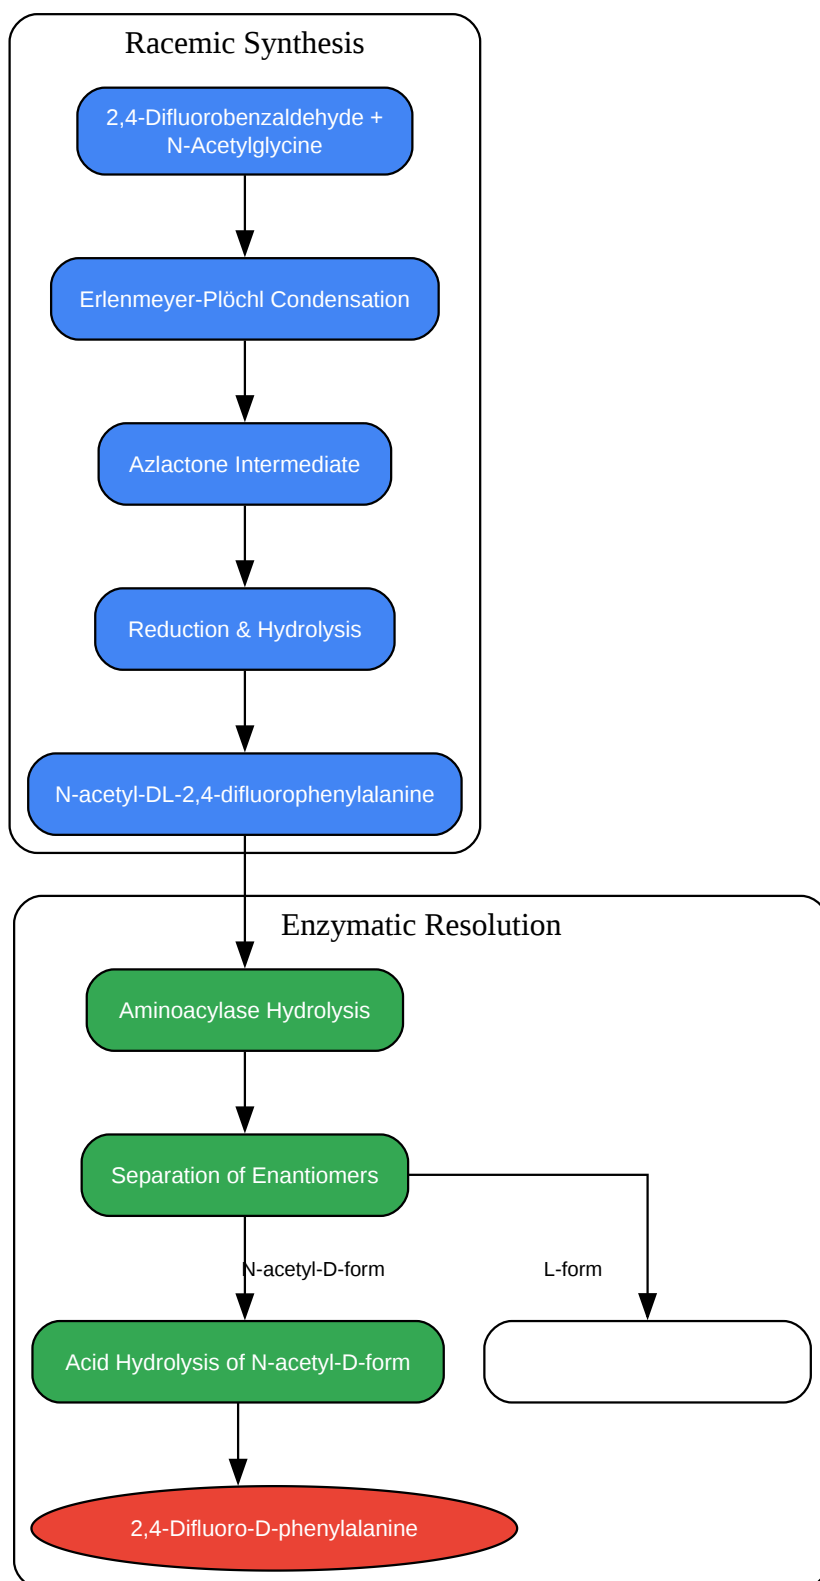 Racemic Synthesis
2,4-Difluorobenzaldehyde +
N-Acetylglycine
Erlenmeyer-Plöchl Condensation
Azlactone Intermediate
Reduction & Hydrolysis
N-acetyl-DL-2,4-difluorophenylalanine
Enzymatic Resolution
Aminoacylase Hydrolysis
Separation of Enantiomers
N-acetyl-D-form
L-form
Acid Hydrolysis of N-acetyl-D-form
2,4-Difluoro-D-phenylalanine